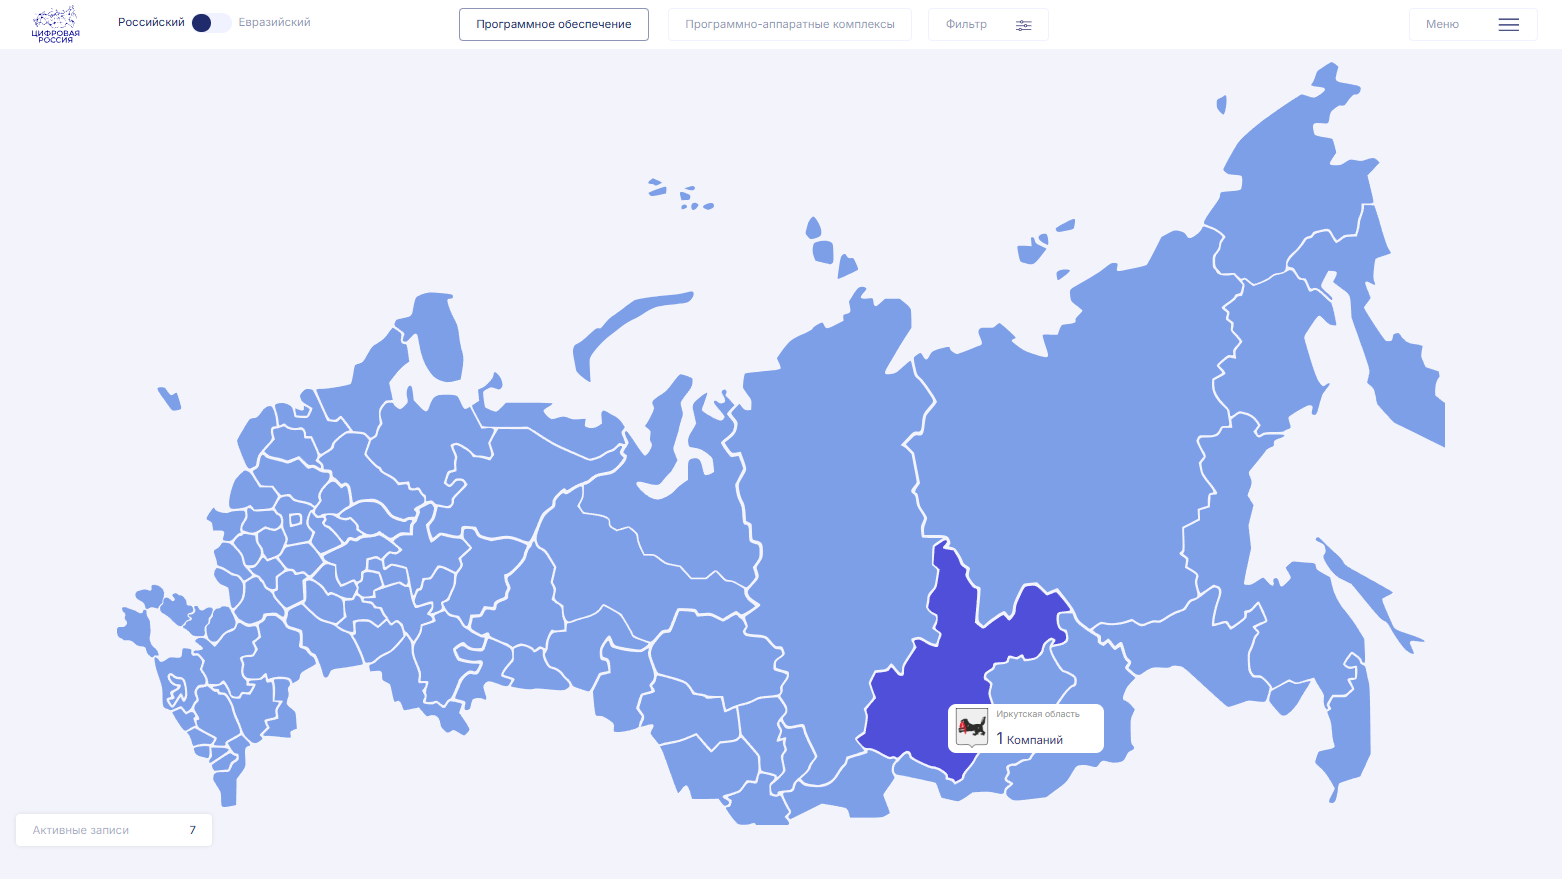 ЦИФРОВАЯ
РОССИЯ
Российский
Евразийский
Программное обеспечение
Программно-аппаратные комплексы
Фильтр
Меню
Иркутская область
1 Компаний
Активные записи 7